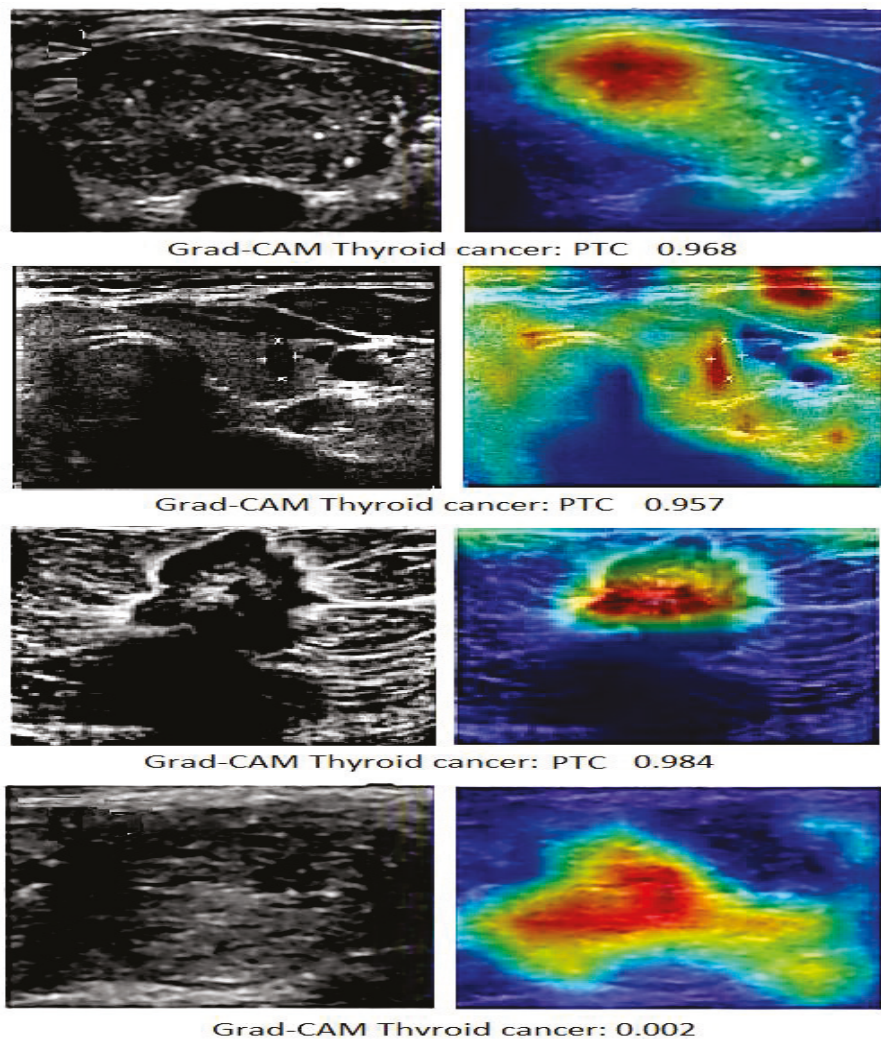 Grad-CAM Thyroid cancer: PTC 0.968
Grad-CAM Thyroid cancer: PTC 0.957
Grad-CAM Thyroid cancer: PTC 0.984
Grad-CAM Thyroid cancer: 0.002